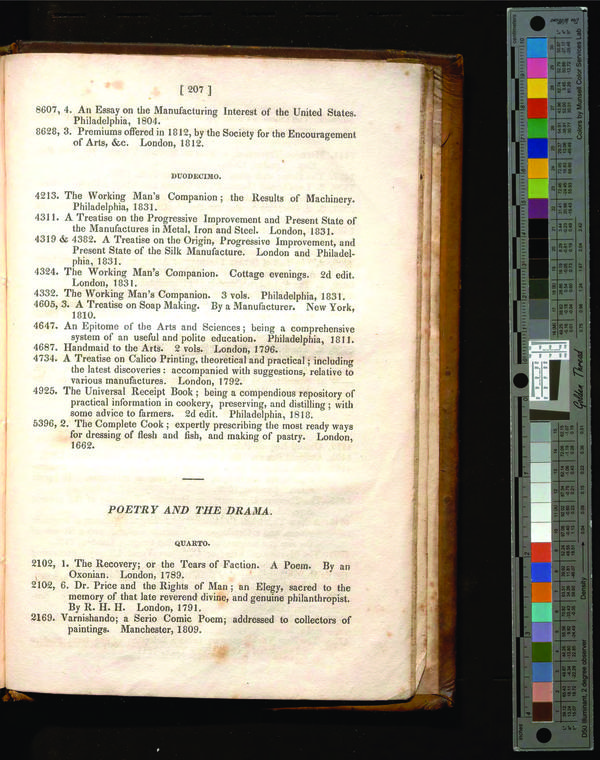 [ 207 ]
8607, 4. An Essay on the Manufacturing Interest of the United States.
Philadelphia, 1804.
8628, 3. Premiums offered in 1812, by the Society for the Encouragement
of Arts, &c. London, 1812.
DUODECIMO.
4213. The Working Man's Companion; the Results of Machinery.
Philadelphia, 1831.
4311. A Treatise on the Progressive Improvement and Present State of
the Manufactures in Metal, Iron and Steel. London, 1831.
4319 & 4382. A Treatise on the Origin, Progressive Improvement, and
Present State of the Silk Manufacture. London and Philadel-
phia, 1831.
4324. The Working Man's Companion. Cottage evenings. 2d edit.
London, 1831.
4332. The Working Man's Companion. 3 vols. Philadelphia, 1831.
4605, 3. A Treatise on Soap Making. By a Manufacturer. New York,
1810.
4647. An Epitome of the Arts and Sciences; being a comprehensive
system of an useful and polite education. Philadelphia, 1811.
4687. Handmaid to the Arts. 2 vols. London, 1796.
4734. A Treatise on Calico Printing, theoretical and practical; including
the latest discoveries: accompanied with suggestions, relative to
various manufactures. London, 1792.
4925. The Universal Receipt Book; being a compendious repository of
practical information in cookery, preserving, and distilling; with
some advice to farmers. 2d edit. Philadelphia, 1818.
5396, 2. The Complete Cook; expertly prescribing the most ready ways
for dressing of flesh and fish, and making of pastry. London,
1662.
POETRY AND THE DRAMA.
QUARTO.
2102, 1. The Recovery; or the Tears of Faction. A Poem. By an
Oxonian. London, 1789.
2102, 6. Dr. Price and the Rights of Man; an Elegy, sacred to the
memory of that late reverend divine, and genuine philanthropist.
By R. H. H. London, 1791.
2169. Varnishando; a Serio Comic Poem; addressed to collectors of
paintings. Manchester, 1809.
Colors by Munsell Color Services Lab
Golden Thread
Density
D50 Illuminant, 2 degree observer